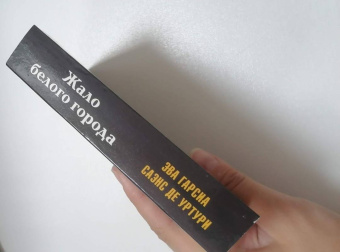 Жало
белого города
ЭВА ГАРСИА
САЭНС ДЕ УРТУРИ